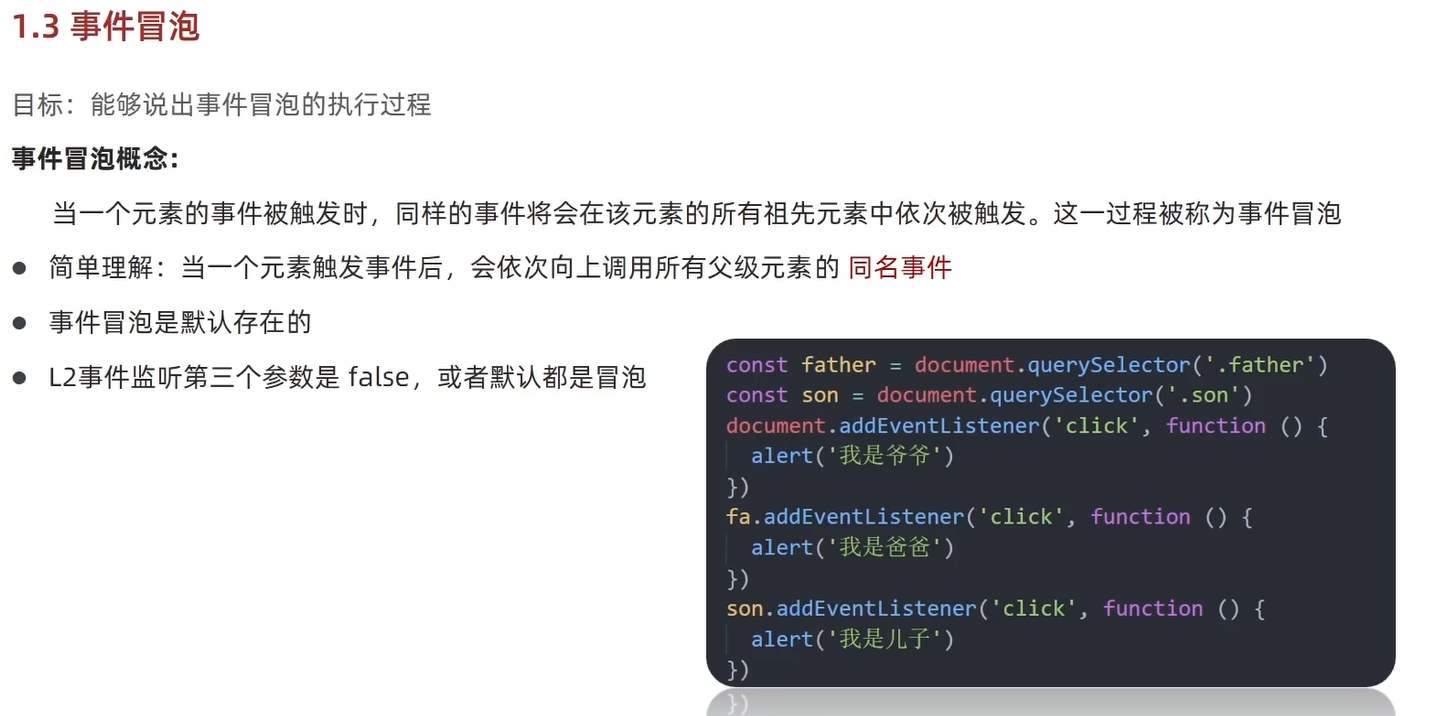 1.3 事件冒泡
目标：能够说出事件冒泡的执行过程
事件冒泡概念：
当一个元素的事件被触发时，同样的事件将会在该元素的所有祖先元素中依次被触发。这一过程被称为事件冒泡
● 简单理解：当一个元素触发事件后，会依次向上调用所有父级元素的 同名事件
● 事件冒泡是默认存在的
● L2事件监听第三个参数是 false，或者默认都是冒泡
const father = document.querySelector('.father')
const son = document.querySelector('.son')
document.addEventListener('click', function () {
  alert('我是爷爷')
})
fa.addEventListener('click', function () {
  alert('我是爸爸')
})
son.addEventListener('click', function () {
  alert('我是儿子')
})